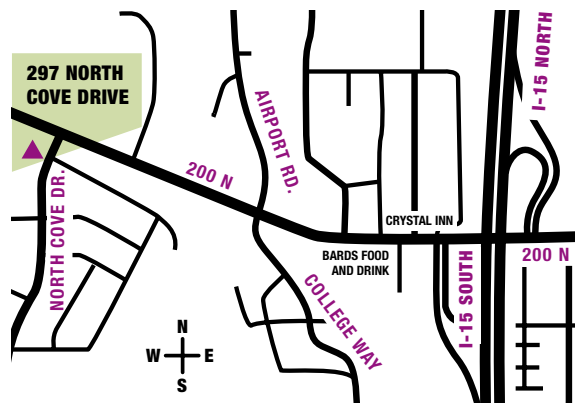 297 NORTH
COVE DRIVE
I-15 NORTH
AIRPORT RD.
200 N
NORTH COVE DR.
CRYSTAL INN
BARDS FOOD
AND DRINK
200 N
I-15 SOUTH
COLLEGE WAY
N
W E
S